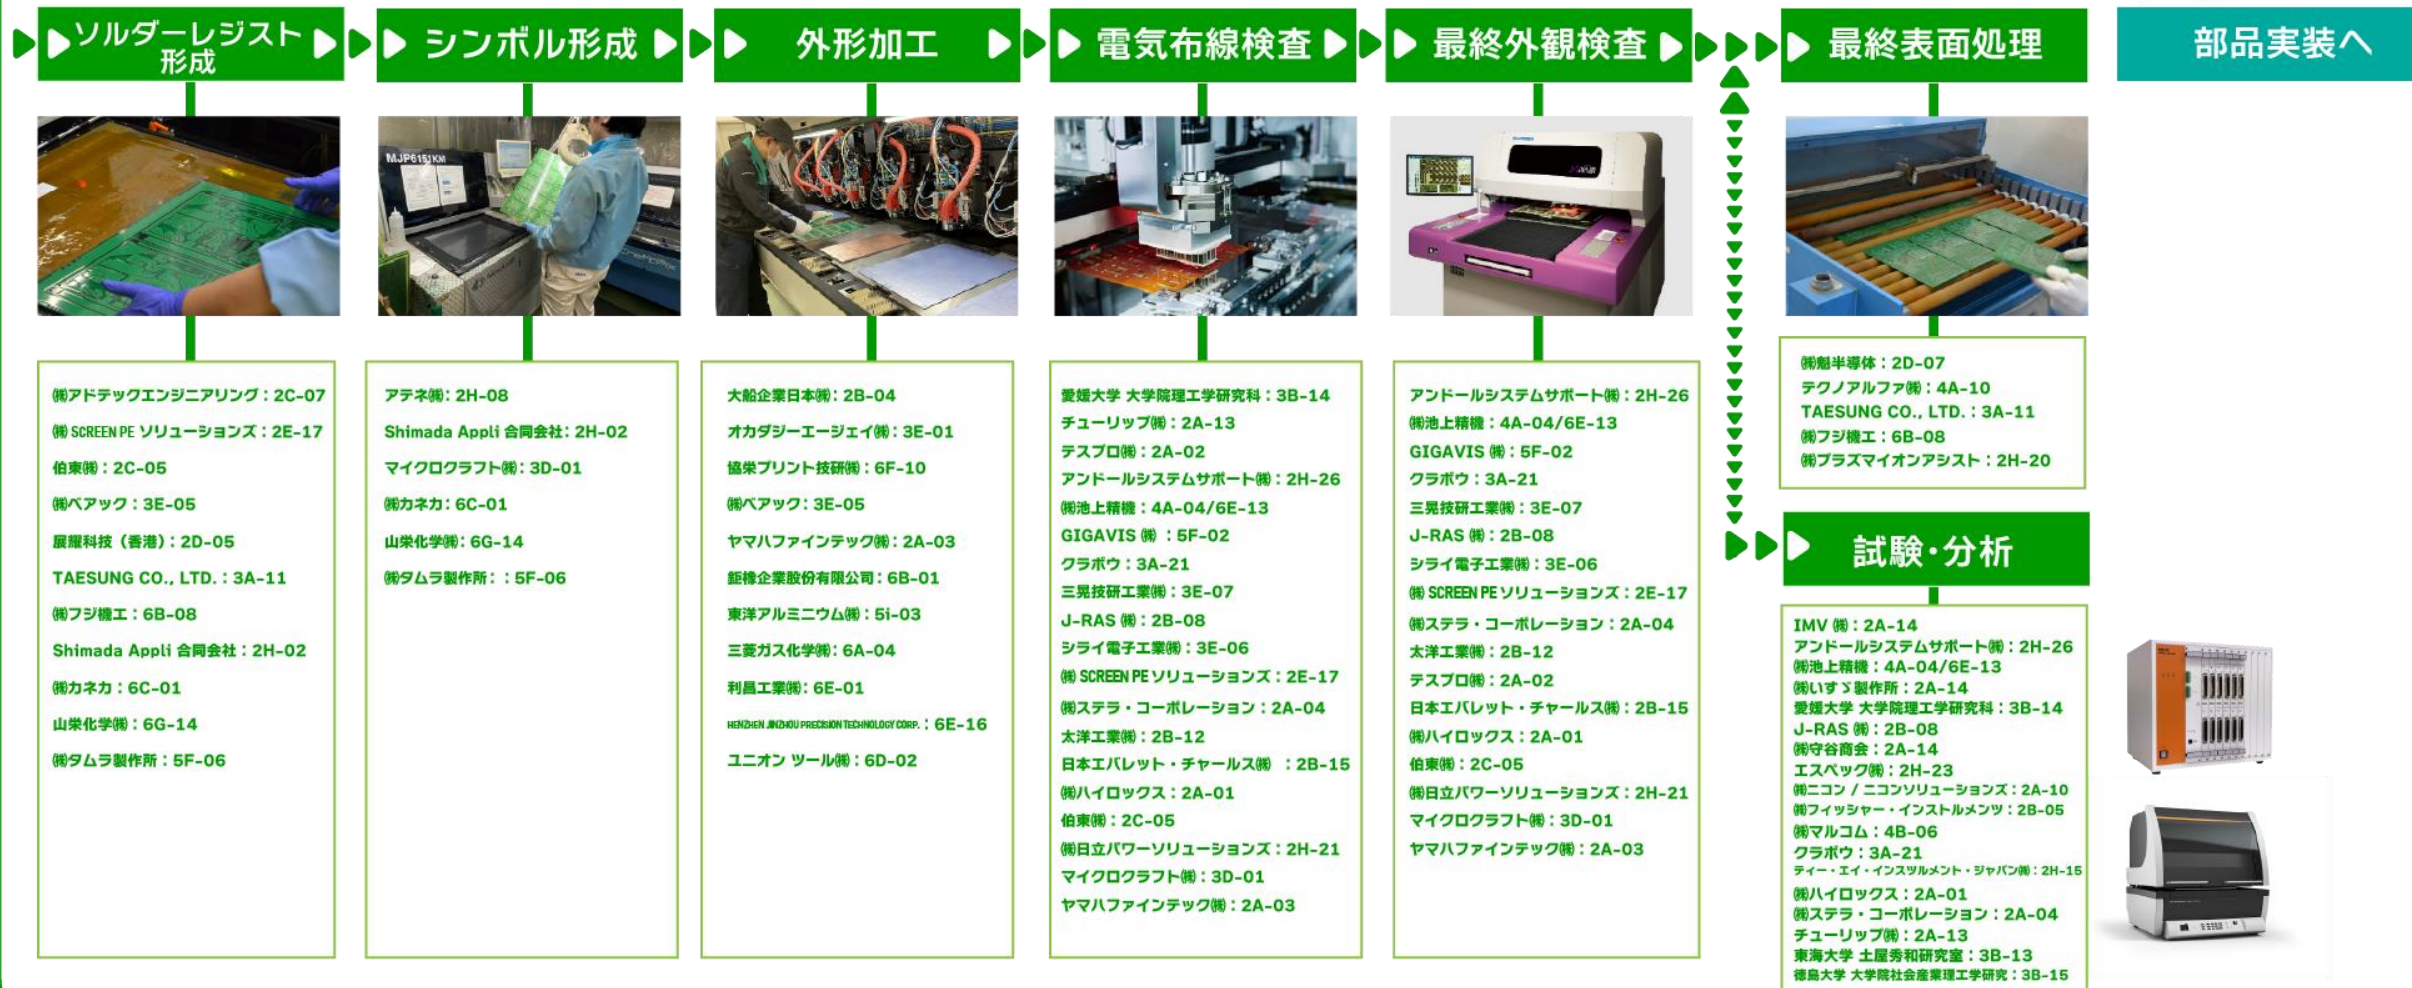 ソルダーレジスト
形成
シンボル形成
外形加工
電気布線検査
最終外観検査
最終表面処理
部品実装へ
MJP6151KM
㈱アドテックエンジニアリング：2C-07
㈱ SCREEN PE ソリューションズ：2E-17
伯東㈱：2C-05
㈱ベアック：3E-05
展耀科技（香港）：2D-05
TAESUNG CO., LTD.：3A-11
㈱フジ機工：6B-08
Shimada Appli 合同会社：2H-02
㈱カネカ：6C-01
山栄化学㈱：6G-14
㈱タムラ製作所：5F-06
アテネ㈱：2H-08
Shimada Appli 合同会社：2H-02
マイクロクラフト㈱：3D-01
㈱カネカ：6C-01
山栄化学㈱：6G-14
㈱タムラ製作所：：5F-06
大船企業日本㈱：2B-04
オカダジーエージェイ㈱：3E-01
協栄プリント技研㈱：6F-10
㈱ベアック：3E-05
ヤマハファインテック㈱：2A-03
鉅橡企業股份有限公司：6B-01
東洋アルミニウム㈱：5i-03
三菱ガス化学㈱：6A-04
利昌工業㈱：6E-01
HENZHEN JINZHOU PRECISION TECHNOLOGY CORP.：6E-16
ユニオン ツール㈱：6D-02
愛媛大学 大学院理工学研究科：3B-14
チューリップ㈱：2A-13
テスプロ㈱：2A-02
アンドールシステムサポート㈱：2H-26
㈱池上精機：4A-04/6E-13
GIGAVIS ㈱ ：5F-02
クラボウ：3A-21
三晃技研工業㈱：3E-07
J-RAS ㈱：2B-08
シライ電子工業㈱：3E-06
㈱ SCREEN PE ソリューションズ：2E-17
㈱ステラ・コーポレーション：2A-04
太洋工業㈱：2B-12
日本エバレット・チャールス㈱ ：2B-15
㈱ハイロックス：2A-01
伯東㈱：2C-05
㈱日立パワーソリューションズ：2H-21
マイクロクラフト㈱：3D-01
ヤマハファインテック㈱：2A-03
アンドールシステムサポート㈱：2H-26
㈱池上精機：4A-04/6E-13
GIGAVIS ㈱：5F-02
クラボウ：3A-21
三晃技研工業㈱：3E-07
J-RAS ㈱：2B-08
シライ電子工業㈱：3E-06
㈱ SCREEN PE ソリューションズ：2E-17
㈱ステラ・コーポレーション：2A-04
太洋工業㈱：2B-12
テスプロ㈱：2A-02
日本エバレット・チャールス㈱：2B-15
㈱ハイロックス：2A-01
伯東㈱：2C-05
㈱日立パワーソリューションズ：2H-21
マイクロクラフト㈱：3D-01
ヤマハファインテック㈱：2A-03
㈱魁半導体：2D-07
テクノアルファ㈱：4A-10
TAESUNG CO., LTD.：3A-11
㈱フジ機工：6B-08
㈱プラズマイオンアシスト：2H-20
試験・分析
IMV ㈱：2A-14
アンドールシステムサポート㈱：2H-26
㈱池上精機：4A-04/6E-13
㈱いすゞ製作所：2A-14
愛媛大学 大学院理工学研究科：3B-14
J-RAS ㈱：2B-08
㈱守谷商会：2A-14
エスペック㈱：2H-23
㈱ニコン / ニコンソリューションズ：2A-10
㈱フィッシャー・インストルメンツ：2B-05
㈱マルコム：4B-06
クラボウ：3A-21
ティー・エイ・インスツルメント・ジャパン㈱：2H-15
㈱ハイロックス：2A-01
㈱ステラ・コーポレーション：2A-04
チューリップ㈱：2A-13
東海大学 土屋秀和研究室：3B-13
徳島大学 大学院社会産業理工学研究：3B-15